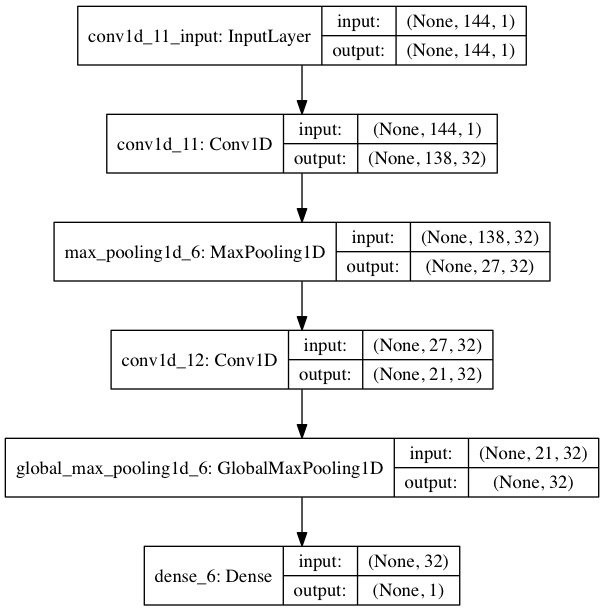 conv1d_11_input: InputLayer
input: (None, 144, 1)
output: (None, 144, 1)
conv1d_11: Conv1D
input: (None, 144, 1)
output: (None, 138, 32)
max_pooling1d_6: MaxPooling1D
input: (None, 138, 32)
output: (None, 27, 32)
conv1d_12: Conv1D
input: (None, 27, 32)
output: (None, 21, 32)
global_max_pooling1d_6: GlobalMaxPooling1D
input: (None, 21, 32)
output: (None, 32)
dense_6: Dense
input: (None, 32)
output: (None, 1)